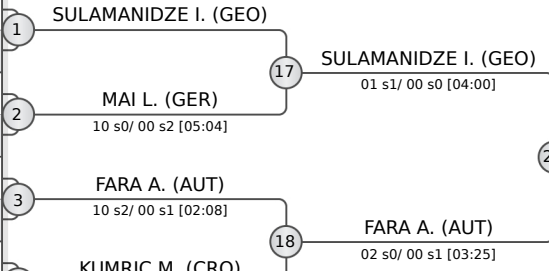 SULAMANIDZE I. (GEO)
1
SULAMANIDZE I. (GEO)
17
01 s1/ 00 s0 [04:00]
MAI L. (GER)
2
10 s0/ 00 s2 [05:04]
FARA A. (AUT)
3
10 s2/ 00 s1 [02:08]
FARA A. (AUT)
18
02 s0/ 00 s1 [03:25]
KUMRIC M. (CRO)